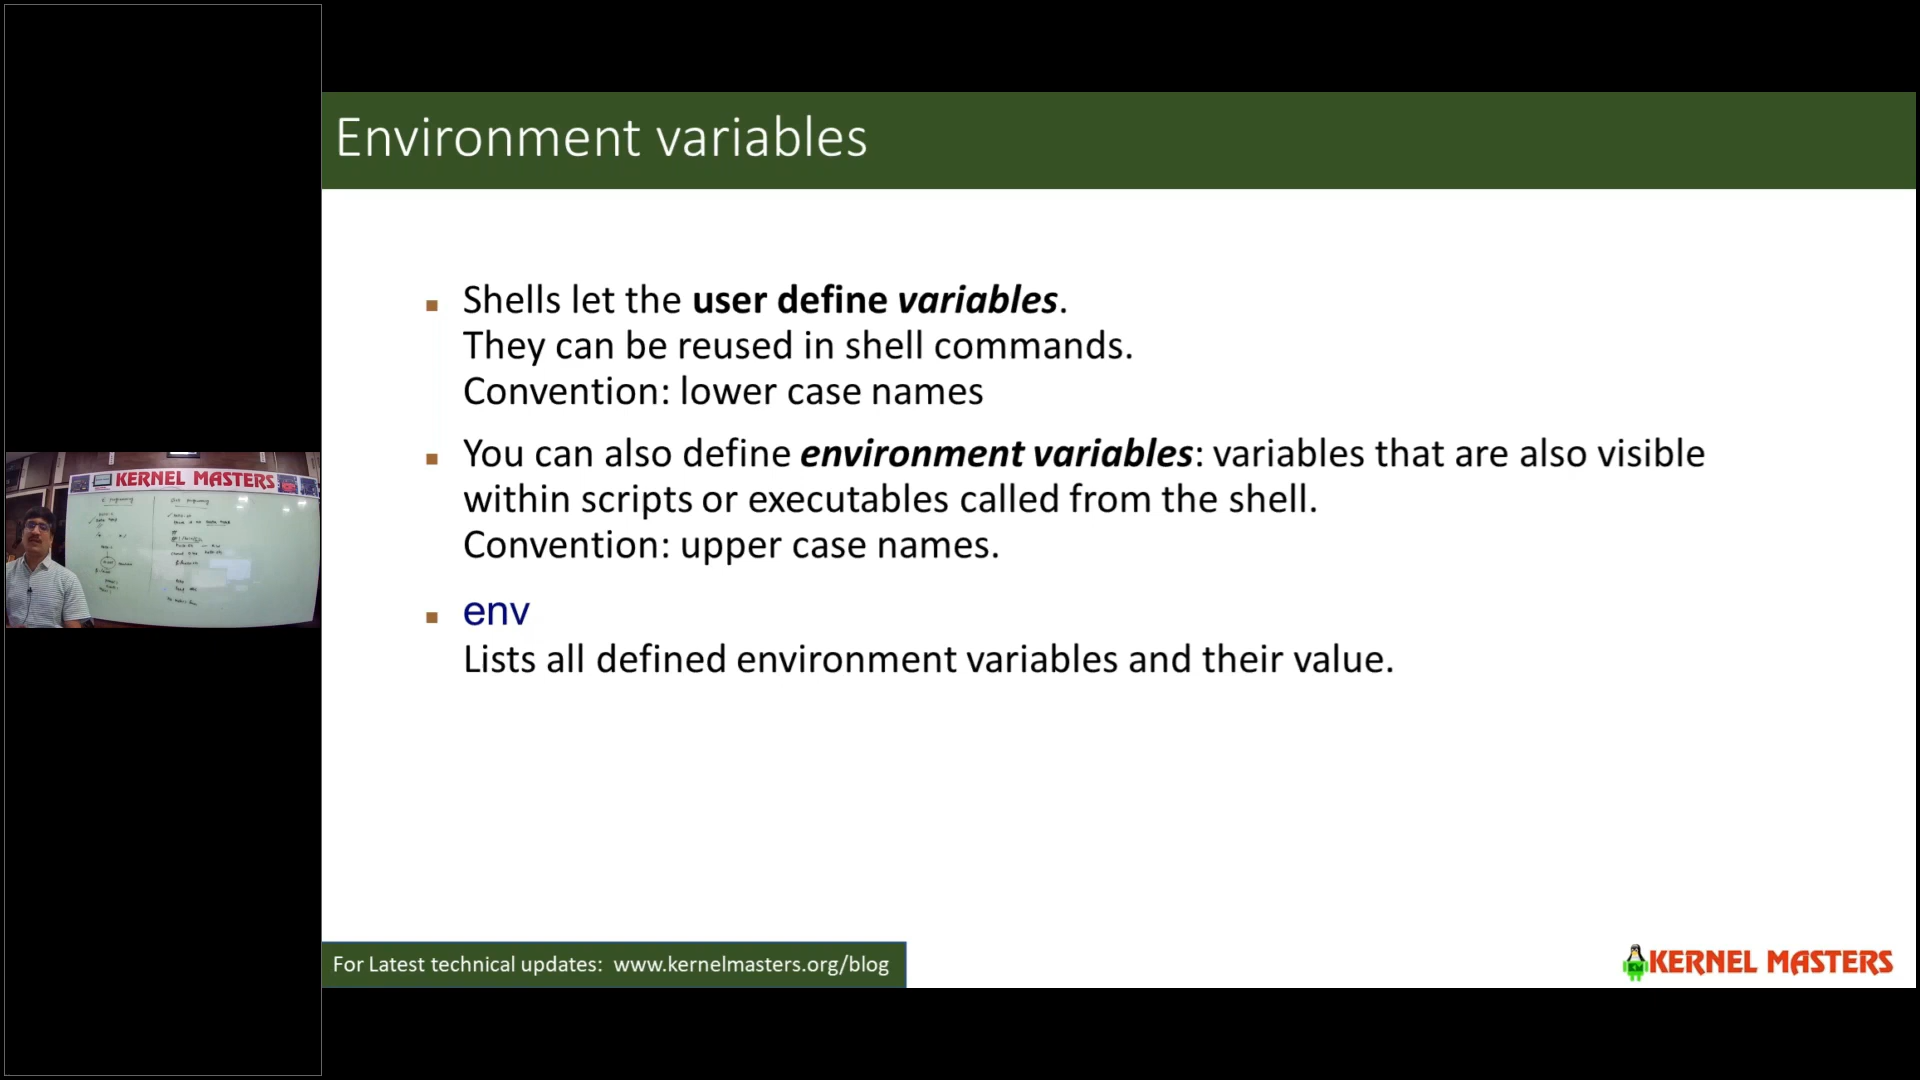 Environment variables
Shells let the user define variables.
They can be reused in shell commands.
Convention: lower case names
You can also define environment variables: variables that are also visible
within scripts or executables called from the shell.
Convention: upper case names.
env
Lists all defined environment variables and their value.
KERNEL MASTERS
For Latest technical updates: www.kernelmasters.org/blog
KERNEL MASTERS